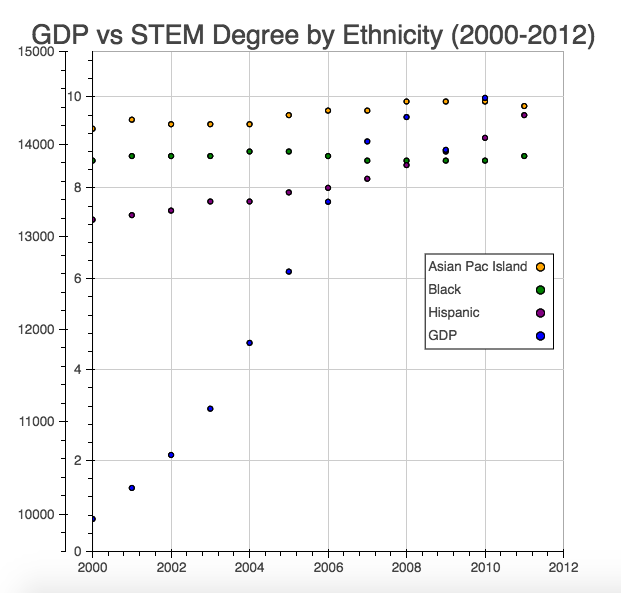 GDP vs STEM Degree by Ethnicity (2000-2012)
15000
14000
13000
12000
11000
10000
10
8
6
4
2
0
Asian Pac Island
Black
Hispanic
GDP
2000 2002 2004 2006 2008 2010 2012